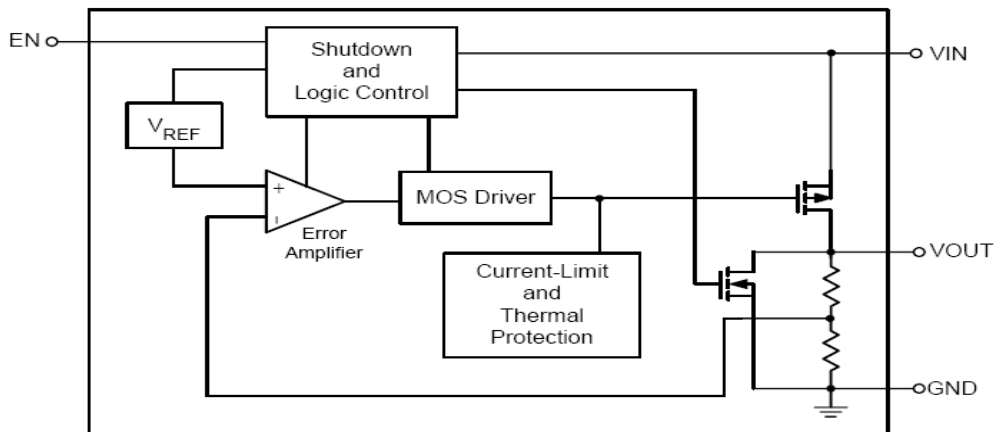 EN
Shutdown
and
Logic Control
VIN
VREF
+
-
MOS Driver
Error
Amplifier
VOUT
Current-Limit
and
Thermal
Protection
GND